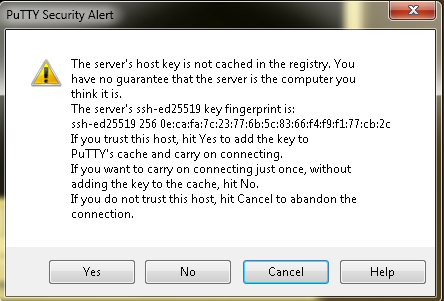 PuTTY Security Alert
The server's host key is not cached in the registry. You
have no guarantee that the server is the computer you
think it is.
The server's ssh-ed25519 key fingerprint is:
ssh-ed25519 256 0e:ca:fa:7c:23:77:6b:5c:83:66:f4:f9:f1:77:cb:2c
If you trust this host, hit Yes to add the key to
PuTTY's cache and carry on connecting.
If you want to carry on connecting just once, without
adding the key to the cache, hit No.
If you do not trust this host, hit Cancel to abandon the
connection.
Yes No Cancel Help